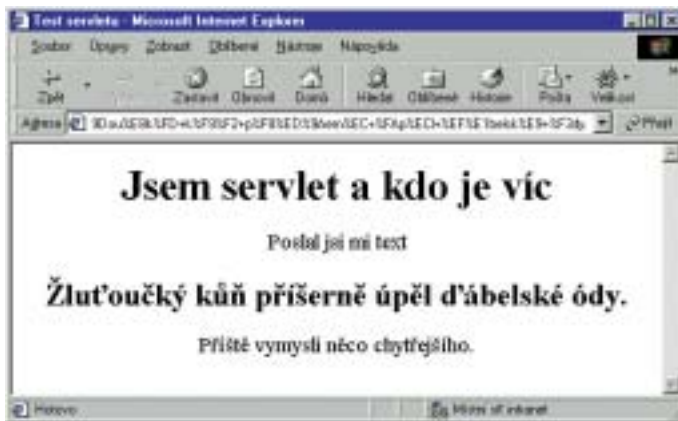 Test servletu - Microsoft Internet Explorer
Soubor Úpravy Zobrazit Oblíbené Nástroje Nápověda
Zpět Zastavit Obnovit Domů Hledat Oblíbené Historie Pošta Velikost
Adresa Přejít
Jsem servlet a kdo je víc
Poslal jsi mi text
Žluťoučký kůň příšerně úpěl ďábelské ódy.
Příště vymysli něco chytřejšího.
Hotovo Místní síť intranet